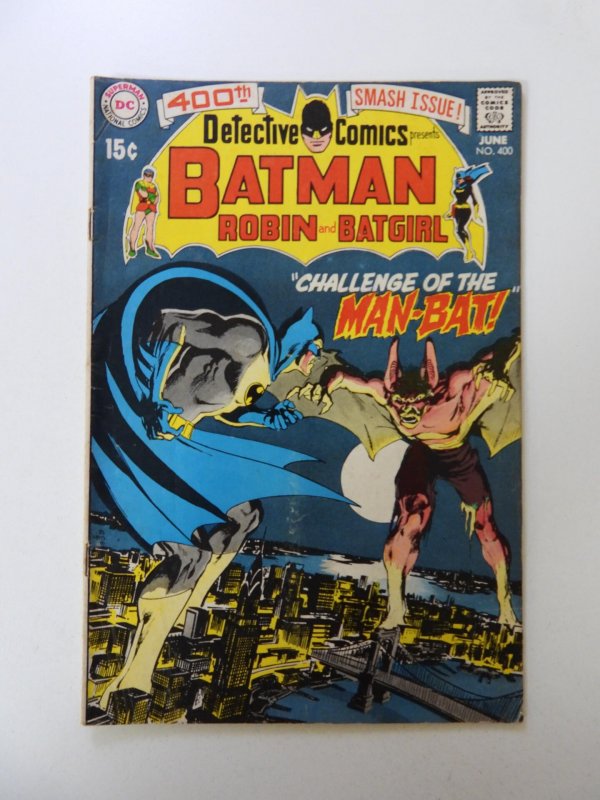 SUPERMAN
DC
NATIONAL COMICS
400th
SMASH ISSUE!
APPROVED
BY THE
COMICS
CODE
AUTHORITY
Detective Comics presents
15¢
JUNE
NO. 400
BATMAN
ROBIN and BATGIRL
"CHALLENGE OF THE
MAN-BAT!"